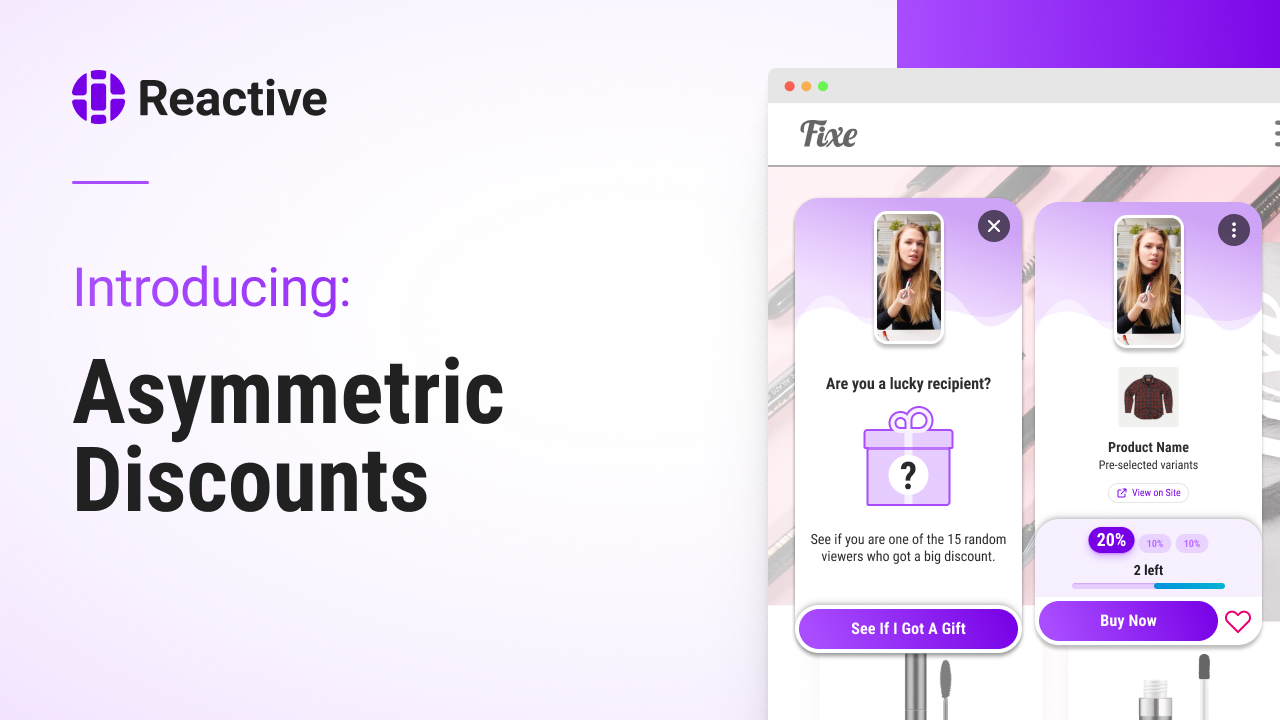 Reactive
Introducing:
Asymmetric
Discounts
Fixe
Are you a lucky recipient?
?
See if you are one of the 15 random
viewers who got a big discount.
See If I Got A Gift
Product Name
Pre-selected variants
View on Site
20% 10% 10%
2 left
Buy Now